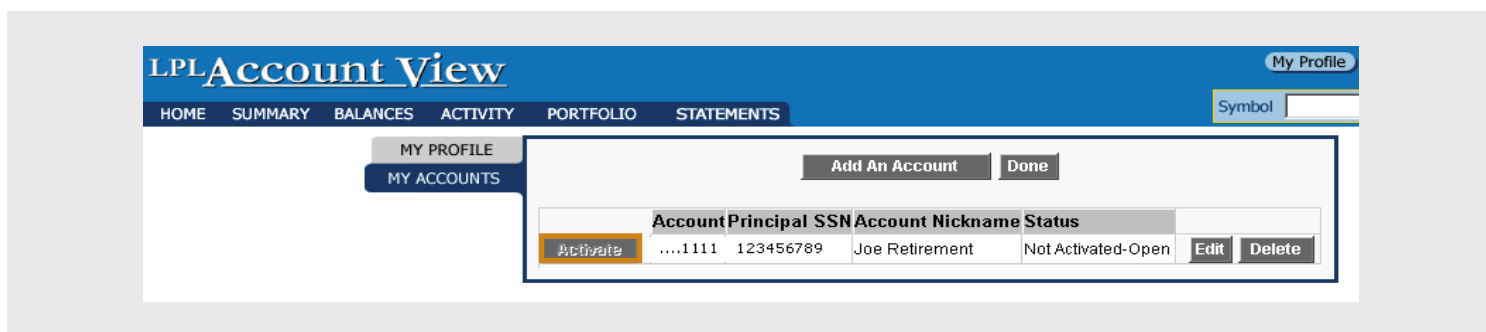 LPL Account View
My Profile
HOME SUMMARY BALANCES ACTIVITY PORTFOLIO STATEMENTS
Symbol
MY PROFILE
MY ACCOUNTS
Add An Account Done
Account Principal SSN Account Nickname Status
Activate ....1111 123456789 Joe Retirement Not Activated-Open Edit Delete